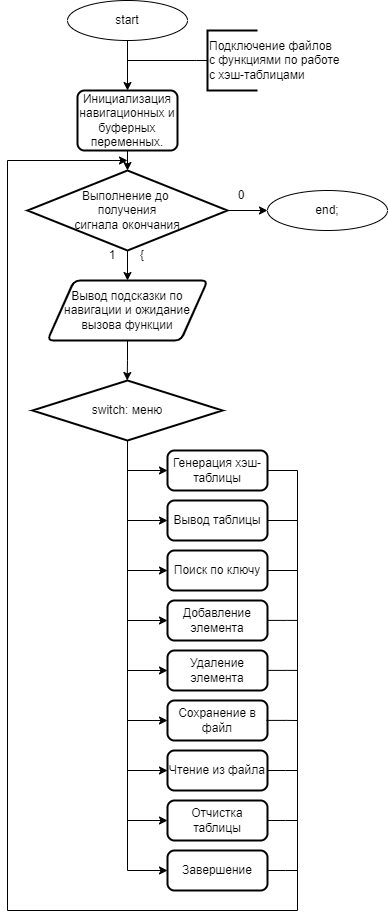 start
Подключение файлов
с функциями по работе
с хэш-таблицами
Инициализация
навигационных и
буферных
переменных.
Выполнение до
получения
сигнала окончания
0
end;
1 {
Вывод подсказки по
навигации и ожидание
вызова функции
switch: меню
Генерация хэш-
таблицы
Вывод таблицы
Поиск по ключу
Добавление
элемента
Удаление
элемента
Сохранение в
файл
Чтение из файла
Отчистка
таблицы
Завершение